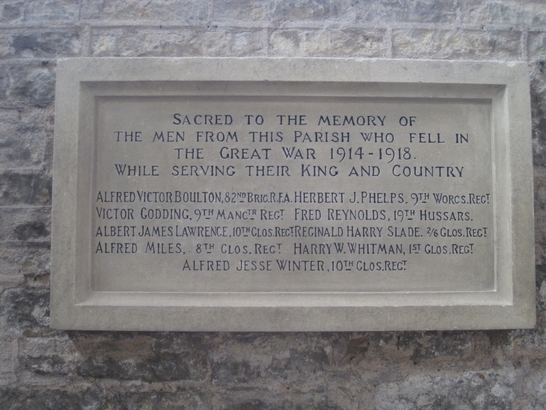 SACRED TO THE MEMORY OF
THE MEN FROM THIS PARISH WHO FELL IN
THE GREAT WAR 1914-1918.
WHILE SERVING THEIR KING AND COUNTRY
ALFRED VICTOR BOULTON, 82ND BRIG. R.F.A. HERBERT J. PHELPS, 9TH WORCS. REGT
VICTOR GODDING, 9TH MANCTR REGT FRED REYNOLDS, 19TH HUSSARS.
ALBERT JAMES LAWRENCE, 10TH GLOS. REGT REGINALD HARRY SLADE. 2/6 GLOS. REGT
ALFRED MILES, 8TH GLOS. REGT HARRY W. WHITMAN, 1ST GLOS. REGT
ALFRED JESSE WINTER, 10TH GLOS. REGT